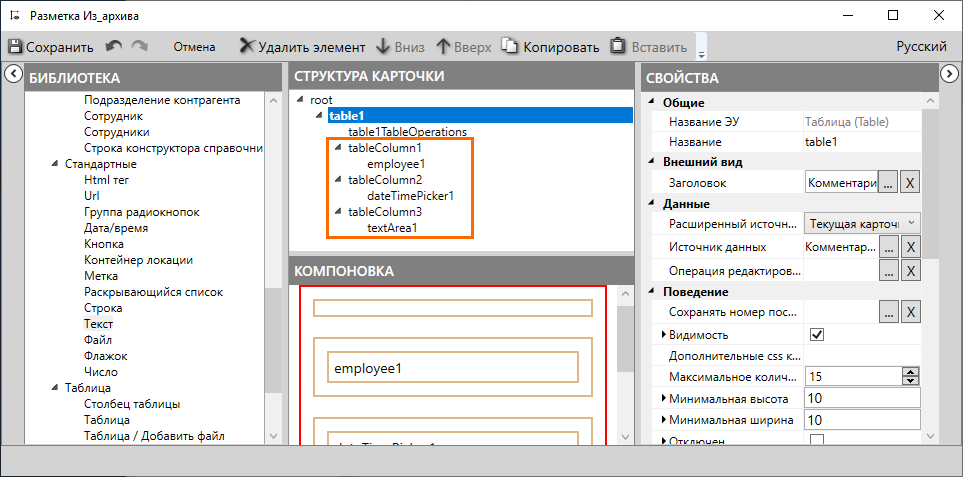 Разметка Из_архива
Сохранить Отмена Удалить элемент Вниз Вверх Копировать Вставить Русский
БИБЛИОТЕКА
Подразделение контрагента
Сотрудник
Сотрудники
Строка конструктора справочни
Стандартные
Html тег
Url
Группа радиокнопок
Дата/время
Кнопка
Контейнер локации
Метка
Раскрывающийся список
Строка
Текст
Файл
Флажок
Число
Таблица
Столбец таблицы
Таблица
Таблица / Добавить файл
СТРУКТУРА КАРТОЧКИ
root
table1
table1TableOperations
tableColumn1
employee1
tableColumn2
dateTimePicker1
tableColumn3
textArea1
КОМПОНОВКА
employee1
dateTimePicker1
СВОЙСТВА
Общие
Название ЭУ Таблица (Table)
Название table1
Внешний вид
Заголовок Комментари ... X
Данные
Расширенный источн... Текущая карточ
Источник данных Комментар... ... X
Операция редактиров... ... X
Поведение
Сохранять номер пос... ... X
Видимость
Дополнительные css к...
Максимальное колич... 15
Минимальная высота 10
Минимальная ширина 10
Отключен